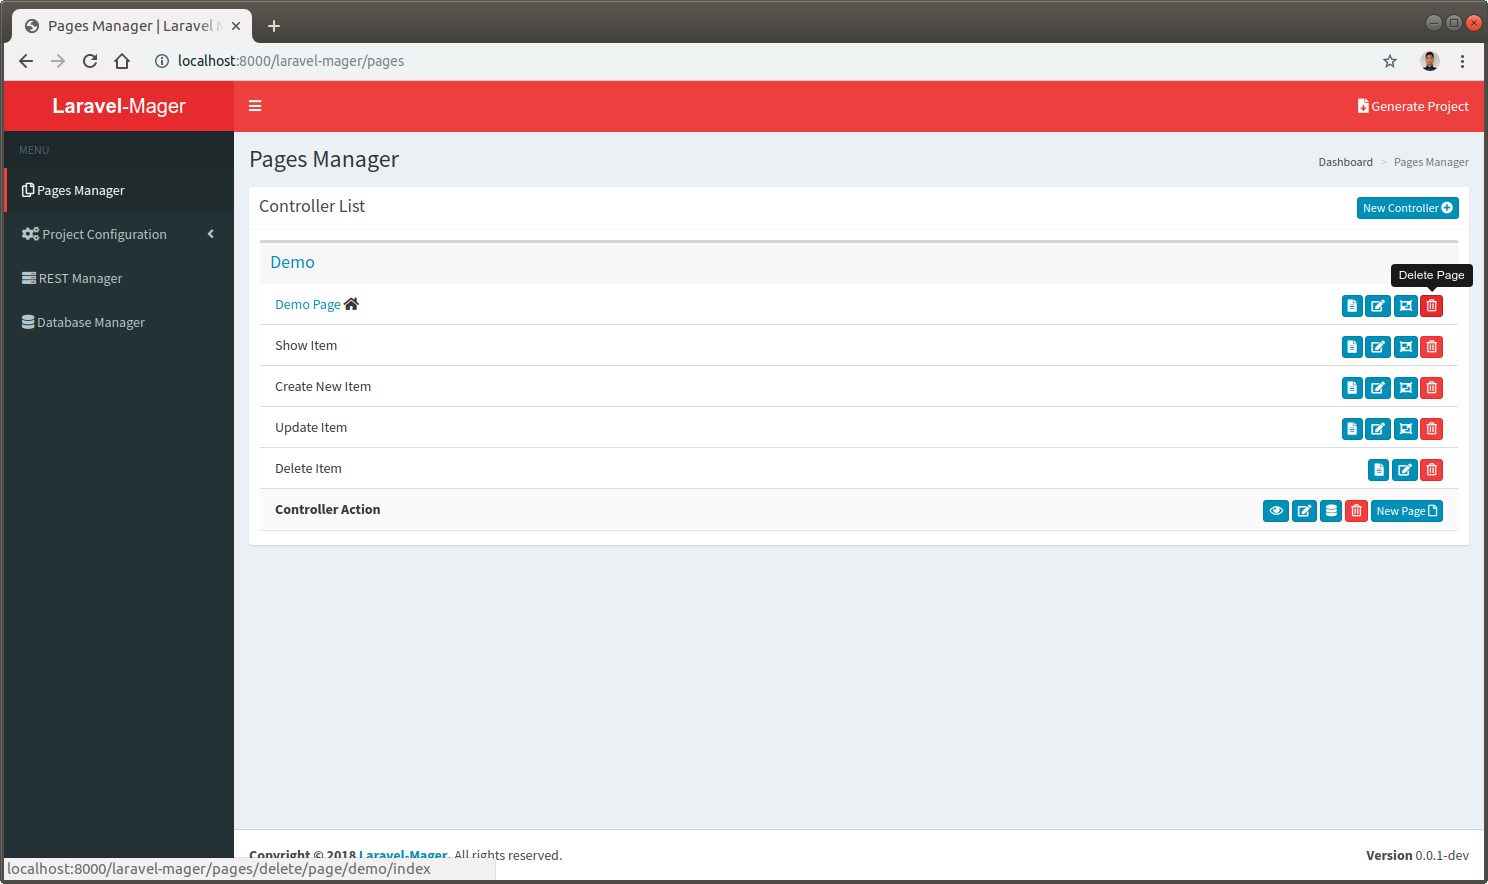 Pages Manager | Laravel
localhost:8000/laravel-mager/pages
Laravel-Mager
Generate Project
MENU
Pages Manager
Project Configuration
REST Manager
Database Manager
Pages Manager
Dashboard > Pages Manager
Controller List
New Controller
Demo
Delete Page
Demo Page
Show Item
Create New Item
Update Item
Delete Item
Controller Action
New Page
Copyright © 2018 Laravel-Mager. All rights reserved.
Version 0.0.1-dev
localhost:8000/laravel-mager/pages/delete/page/demo/index